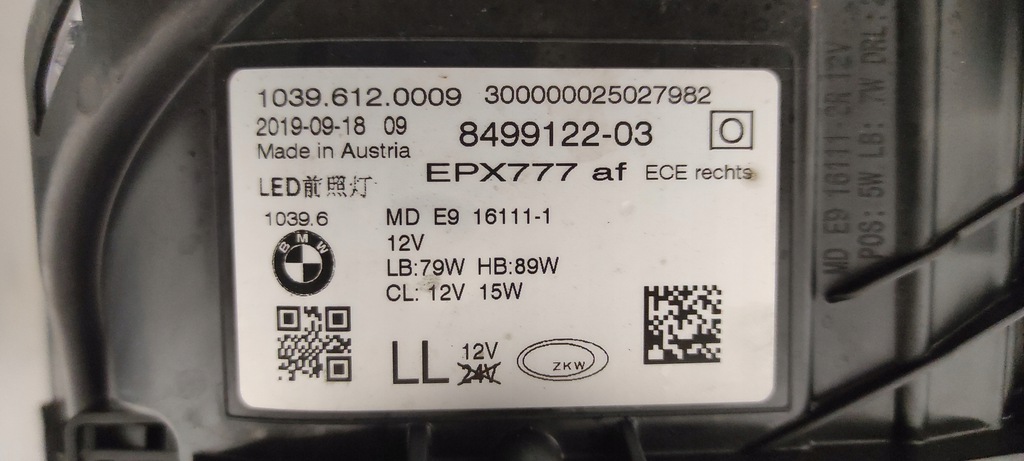 1039.612.0009 300000025027982
2019-09-18 09
8499122-03
O
Made in Austria
EPX777 af ECE rechts
LED前照灯
1039.6
MD E9 16111-1
BMW
12V
LB:79W HB:89W
CL: 12V 15W
LL
12V
24V
ZKW
MD E9 16111 CR 12V
POS: 5W LB: 7W DRL: